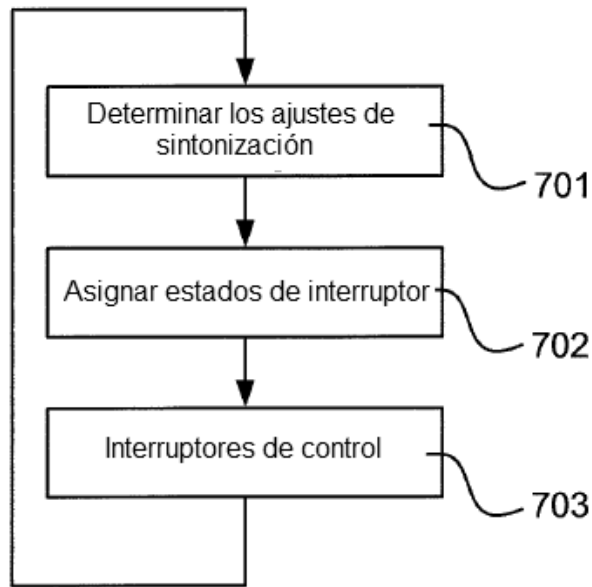 Determinar los ajustes de
sintonización
701
Asignar estados de interruptor
702
Interruptores de control
703